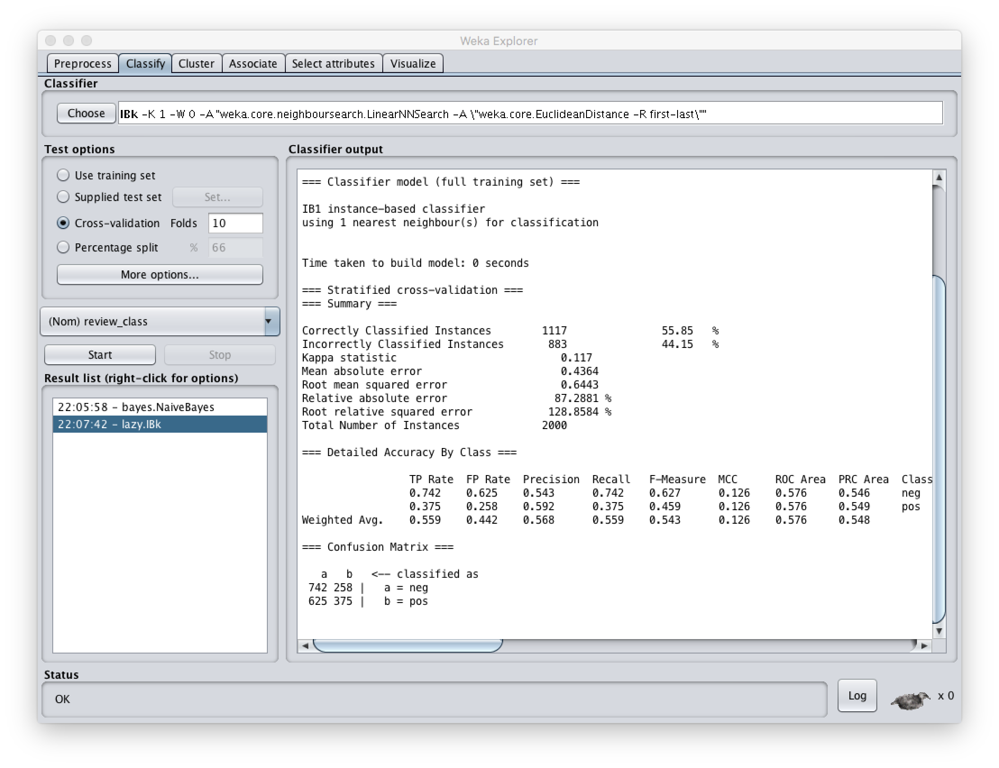 Weka Explorer
Preprocess Classify Cluster Associate Select attributes Visualize
Classifier
Choose IBk -K 1 -W 0 -A "weka.core.neighboursearch.LinearNNSearch -A \"weka.core.EuclideanDistance -R first-last\""
Test options
Use training set
Supplied test set Set...
Cross-validation Folds 10
Percentage split % 66
More options...
(Nom) review_class
Start Stop
Result list (right-click for options)
22:05:58 - bayes.NaiveBayes
22:07:42 - lazy.IBk
Classifier output
=== Classifier model (full training set) ===
IB1 instance-based classifier
using 1 nearest neighbour(s) for classification
Time taken to build model: 0 seconds
=== Stratified cross-validation ===
=== Summary ===
Correctly Classified Instances 1117 55.85 %
Incorrectly Classified Instances 883 44.15 %
Kappa statistic 0.117
Mean absolute error 0.4364
Root mean squared error 0.6443
Relative absolute error 87.2881 %
Root relative squared error 128.8584 %
Total Number of Instances 2000
=== Detailed Accuracy By Class ===
TP Rate FP Rate Precision Recall F-Measure MCC ROC Area PRC Area Class
0.742 0.625 0.543 0.742 0.627 0.126 0.576 0.546 neg
0.375 0.258 0.592 0.375 0.459 0.126 0.576 0.549 pos
Weighted Avg. 0.559 0.442 0.568 0.559 0.543 0.126 0.576 0.548
=== Confusion Matrix ===
a b <-- classified as
742 258 | a = neg
625 375 | b = pos
Status
OK
Log x 0